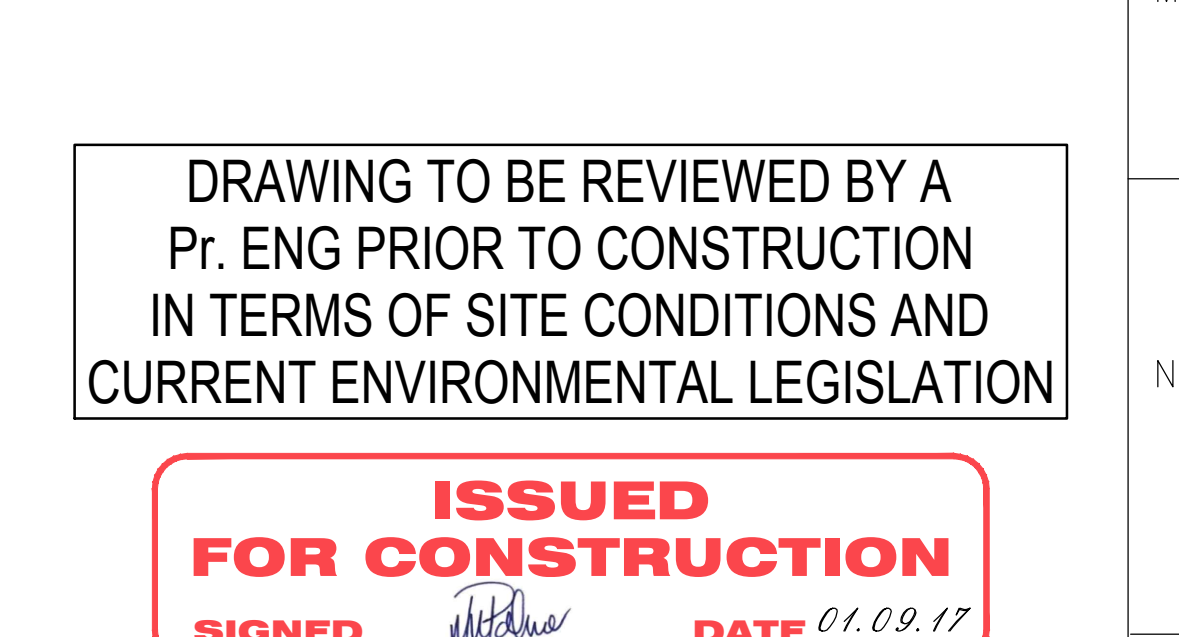 DRAWING TO BE REVIEWED BY A
Pr. ENG PRIOR TO CONSTRUCTION
IN TERMS OF SITE CONDITIONS AND
CURRENT ENVIRONMENTAL LEGISLATION
N
ISSUED
FOR CONSTRUCTION
SIGNED DATE 01.09.17